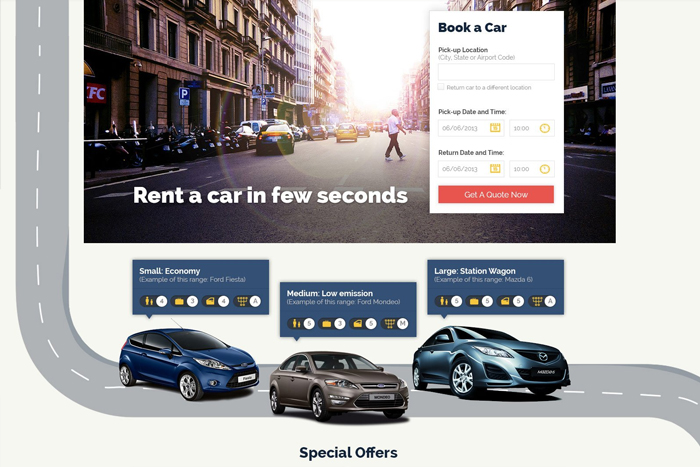 KFC
P
Rent a car in few seconds
Book a Car
Pick-up Location
(City, State or Airport Code)
Return car to a different location
Pick-up Date and Time:
06/06/2013 10:00
Return Date and Time:
06/06/2013 10:00
Get A Quote Now
Small: Economy
(Example of this range: Ford Fiesta)
4 3 4 A
Medium: Low emission
(Example of this range: Ford Mondeo)
5 3 5 M
Large: Station Wagon
(Example of this range: Mazda 6)
5 5 5 A
MONDEO
MAZDA6
Special Offers